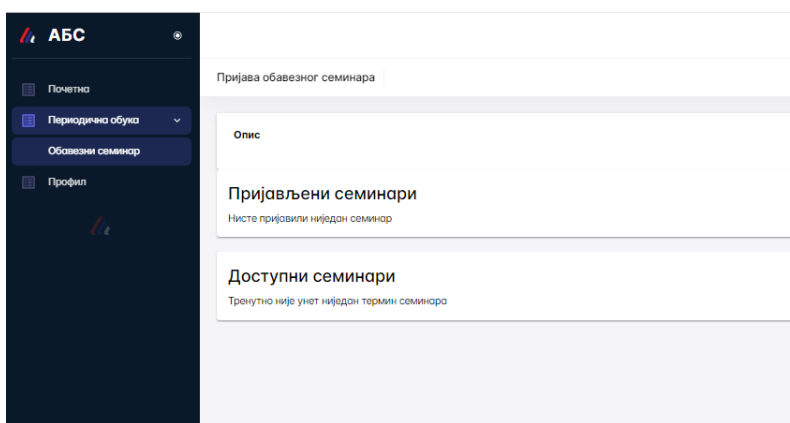 АБС
Почетна
Периодична обука
Обавезни семинар
Профил
Пријава обавезног семинара
Опис
Пријављени семинари
Нисте пријавили ниједан семинар
Доступни семинари
Тренутно није унет ниједан термин семинара